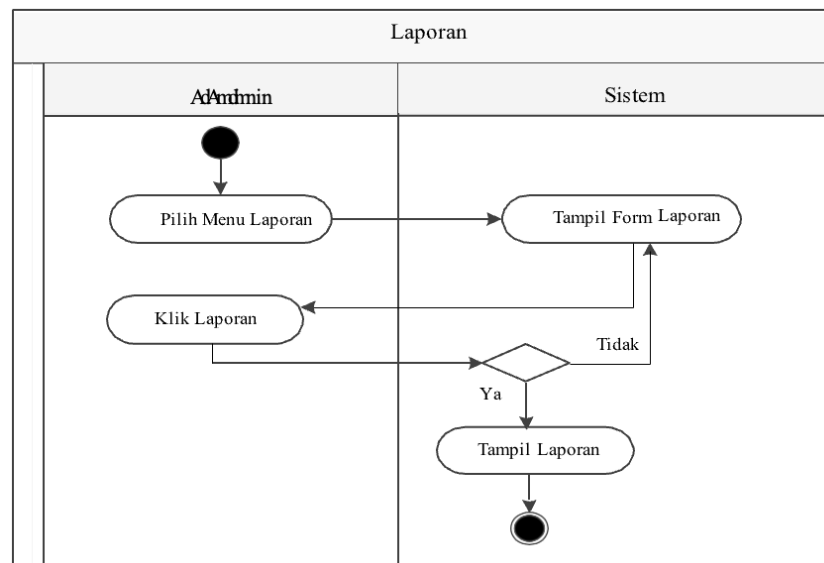 Laporan
Sistem
Pilih Menu Laporan
Tampil Form Laporan
Klik Laporan
Tidak
Ya
Tampil Laporan